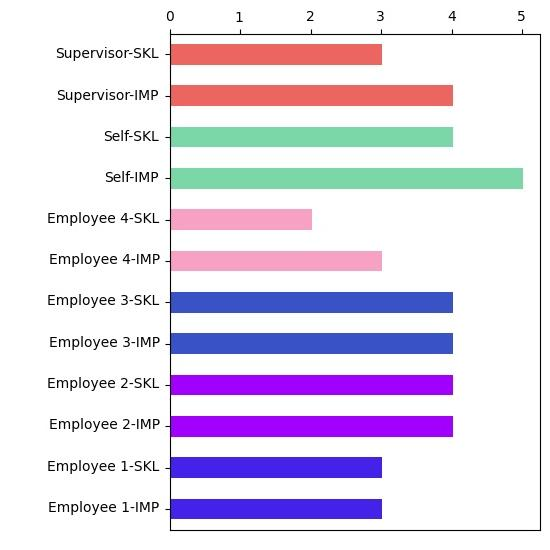 0 1 2 3 4 5
Supervisor-SKL
Supervisor-IMP
Self-SKL
Self-IMP
Employee 4-SKL
Employee 4-IMP
Employee 3-SKL
Employee 3-IMP
Employee 2-SKL
Employee 2-IMP
Employee 1-SKL
Employee 1-IMP